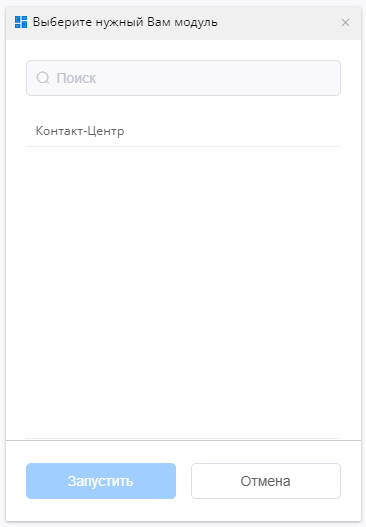 Выберите нужный Вам модуль
Поиск
Контакт-Центр
Запустить
Отмена